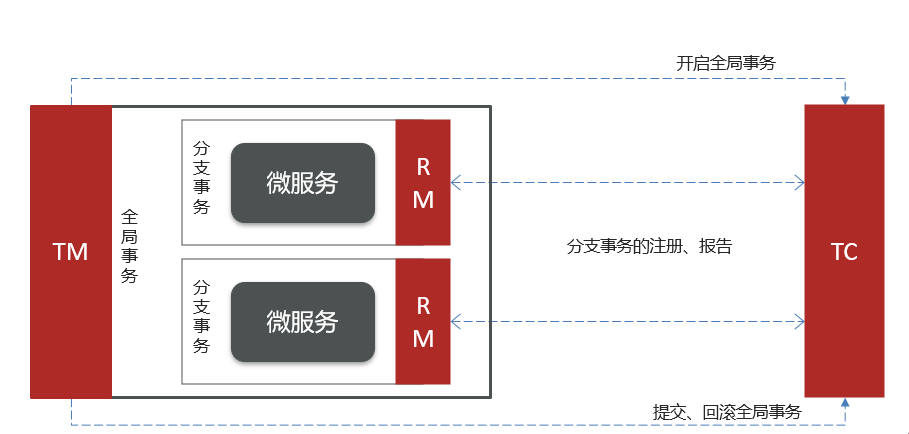 开启全局事务
TM
全局事务
分支事务
微服务
RM
分支事务的注册、报告
TC
分支事务
微服务
RM
提交、回滚全局事务